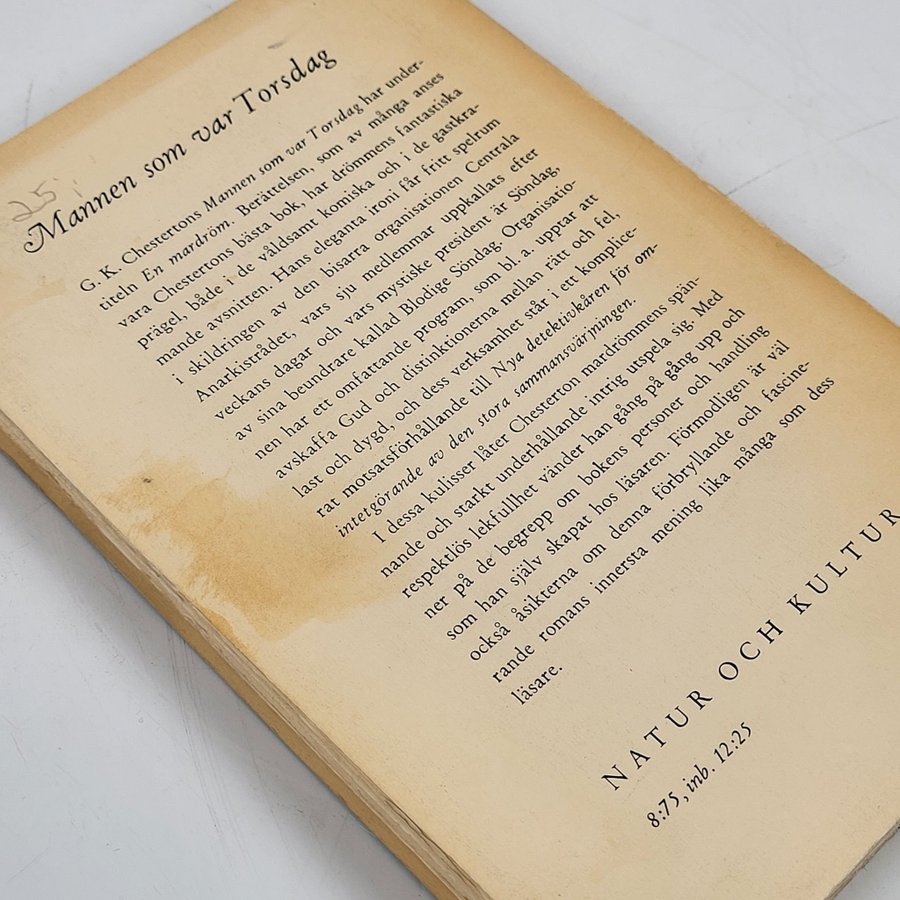 25
Mannen som var Torsdag
G. K. Chestertons Mannen som var Torsdag har under-
titeln En mardröm. Berättelsen, som av många anses
vara Chestertons bästa bok, har drömmens fantastiska
prägel, både i de våldsamt komiska och i de gastkra-
mande avsnitten. Hans eleganta ironi får fritt spelrum
i skildringen av den bisarra organisationen Centrala
Anarkistrådet, vars sju medlemmar uppkallats efter
veckans dagar och vars mystiske president är Söndag,
av sina beundrare kallad Blodige Söndag. Organisatio-
nen har ett omfattande program, som bl. a. upptar att
avskaffa Gud och distinktionerna mellan rätt och fel,
last och dygd, och dess verksamhet står i ett komplice-
rat motsatsförhållande till Nya detektivkåren för om-
intetgörande av den stora sammansvärjningen.
I dessa kulisser låter Chesterton mardrömmens spän-
nande och starkt underhållande intrig utspela sig. Med
respektlös lekfullhet vänder han gång på gång upp och
ner på de begrepp om bokens personer och handling
som han själv skapat hos läsaren. Förmodligen är väl
också åsikterna om denna förbryllande och fascine-
rande romans innersta mening lika många som dess
läsare.
NATUR OCH KULTUR
8:75, inb. 12:25